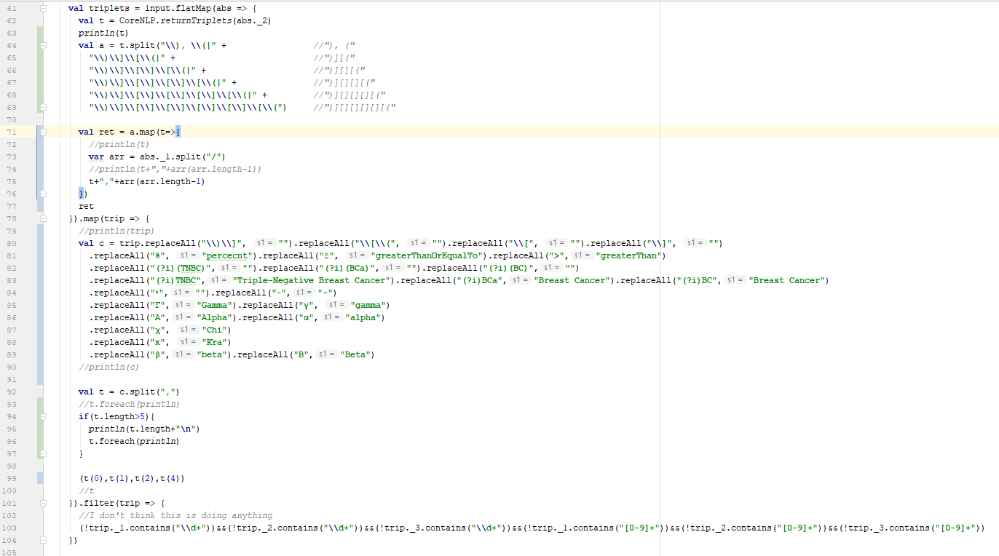 61 val triplets = input.flatMap(abs => {
62 val t = CoreNLP.returnTriplets(abs._2)
63 println(t)
64 val a = t.split("\\), \\(|" + //"), ("
65 "\\)\\]\\[\\(|" + //")][("
66 "\\)\\]\\[\\]\\[\\(|" + //")][][("
67 "\\)\\]\\[\\]\\[\\]\\[\\(|" + //")][][][("
68 "\\)\\]\\[\\]\\[\\]\\[\\]\\[\\(|" + //")][][][][("
69 "\\)\\]\\[\\]\\[\\]\\[\\]\\[\\]\\[\\(") //")][][][][][("
70
71 val ret = a.map(t=>{
72 //println(t)
73 var arr = abs._1.split("/")
74 //println(t+","+arr(arr.length-1))
75 t+","+arr(arr.length-1)
76 })
77 ret
78 }).map(trip => {
79 //println(trip)
80 val c = trip.replaceAll("\\)\\]", s1 = "").replaceAll("\\[\\(", s1 = "").replaceAll("\\[", s1 = "").replaceAll("\\]", s1 = "")
81 .replaceAll("%", s1 = "percecnt").replaceAll("≥", s1 = "greaterThanOrEqualTo").replaceAll(">", s1 = "greaterThan")
82 .replaceAll("(?i)(TNBC)", s1 = "").replaceAll("(?i)(BCa)", s1 = "").replaceAll("(?i)(BC)", s1 = "")
83 .replaceAll("(?i)TNBC", s1 = "Triple-Negative Breast Cancer").replaceAll("(?i)BCa", s1 = "Breast Cancer").replaceAll("(?i)BC", s1 = "Breast Cancer")
84 .replaceAll("•", s1 = "").replaceAll("-", s1 = "-")
85 .replaceAll("Γ", s1 = "Gamma").replaceAll("γ", s1 = "gamma")
86 .replaceAll("Α", s1 = "Alpha").replaceAll("α", s1 = "alpha")
87 .replaceAll("χ", s1 = "Chi")
88 .replaceAll("κ", s1 = "Kra")
89 .replaceAll("β", s1 = "beta").replaceAll("Β", s1 = "Beta")
90 //println(c)
91
92 val t = c.split(",")
93 //t.foreach(println)
94 if(t.length>5){
95 println(t.length+"\n")
96 t.foreach(println)
97 }
98
99 (t(0),t(1),t(2),t(4))
100 //t
101 }).filter(trip => {
102 //I don't think this is doing anything
103 (!trip._1.contains("\\d+"))&&(!trip._2.contains("\\d+"))&&(!trip._3.contains("\\d+"))&&(!trip._1.contains("[0-9]+"))&&(!trip._2.contains("[0-9]+"))&&(!trip._3.contains("[0-9]+"))
104 })
105